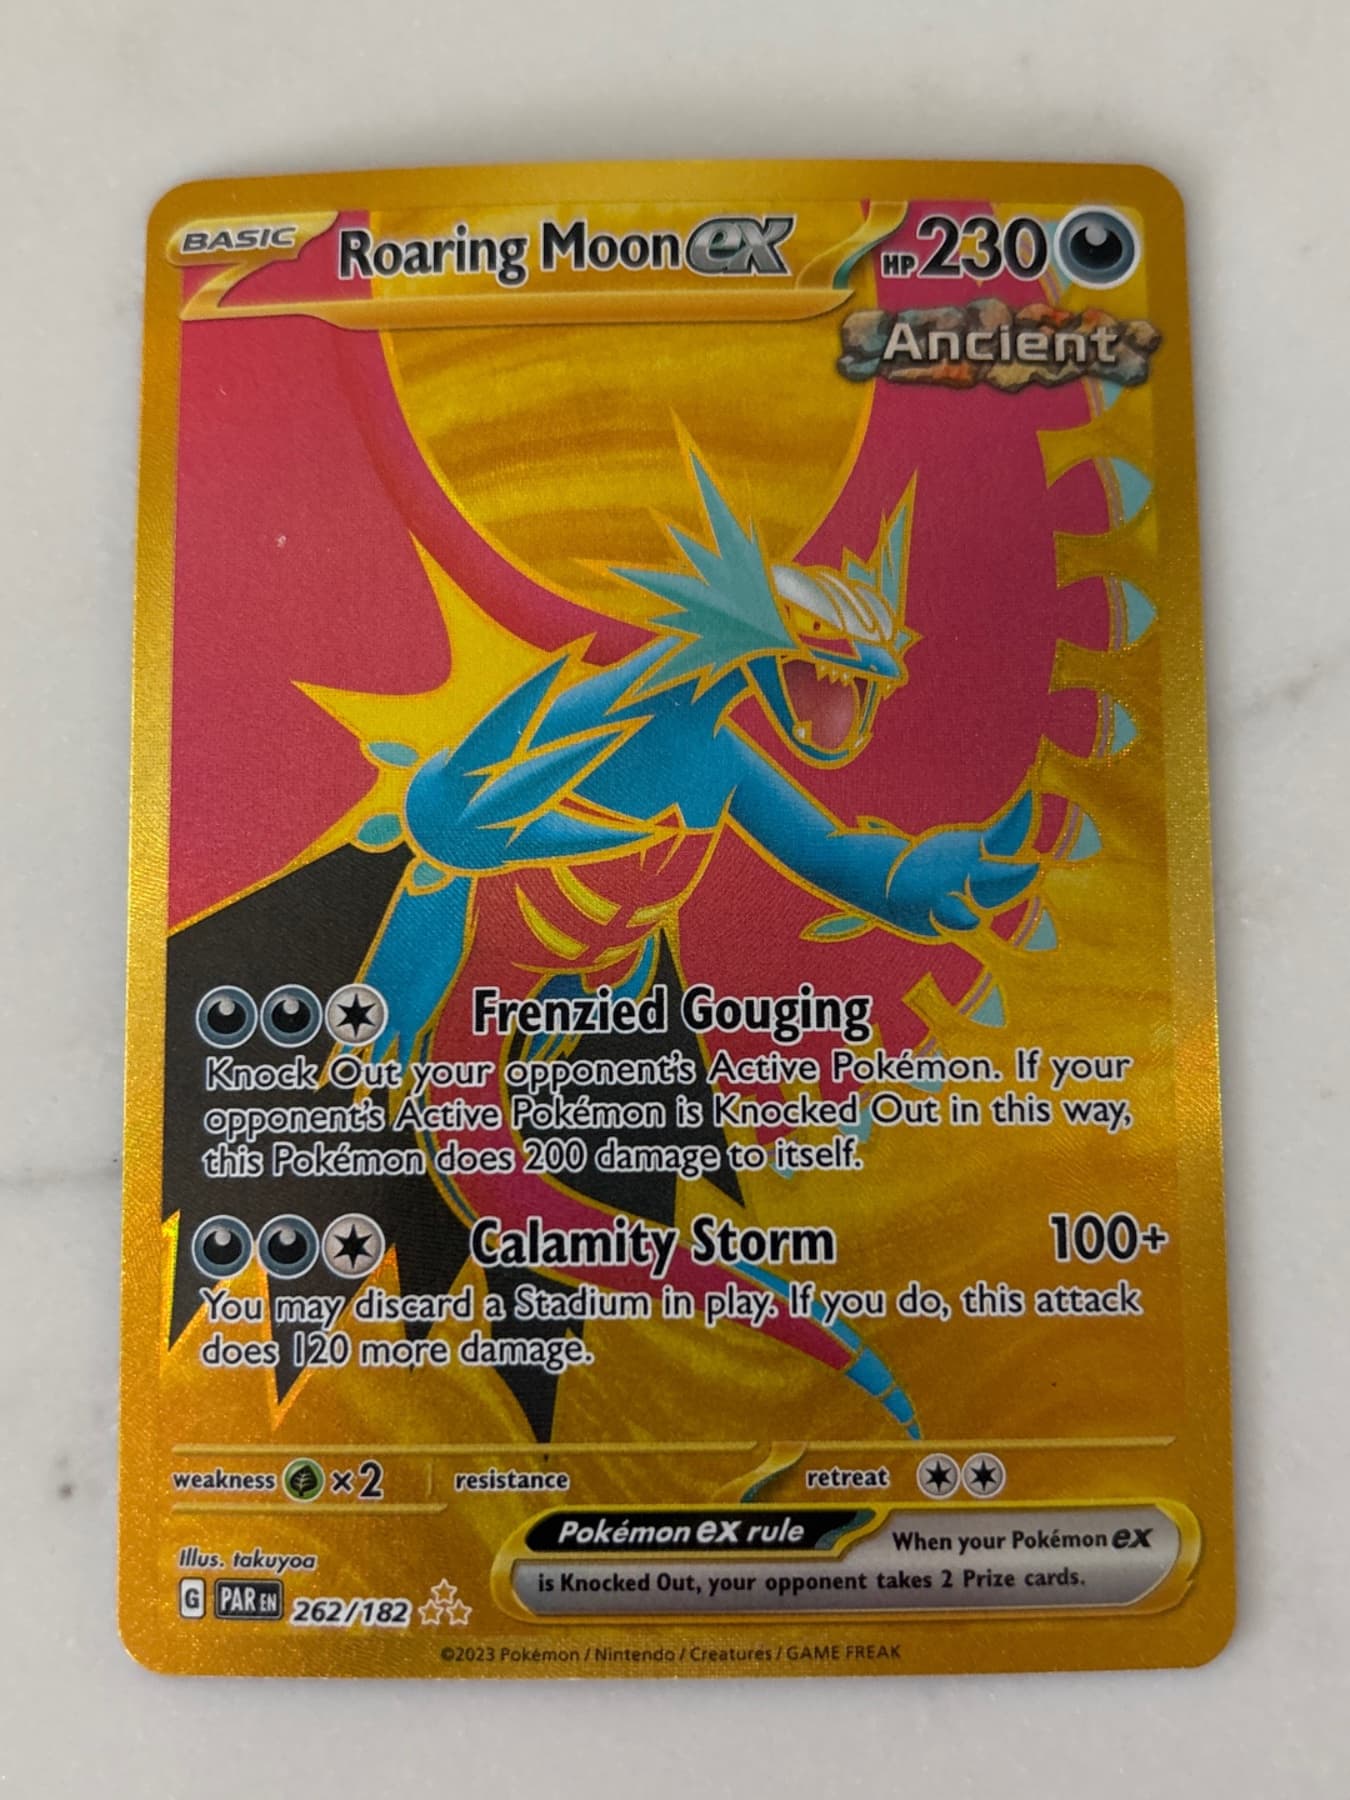 BASIC Roaring Moon ex HP 230
Ancient
Frenzied Gouging
Knock Out your opponent's Active Pokémon. If your
opponent's Active Pokémon is Knocked Out in this way,
this Pokémon does 200 damage to itself.
Calamity Storm 100+
You may discard a Stadium in play. If you do, this attack
does 120 more damage.
weakness ×2 resistance retreat
Pokémon ex rule When your Pokémon ex
is Knocked Out, your opponent takes 2 Prize cards.
Illus. takuyoa
G PAR EN 262/182
©2023 Pokémon / Nintendo / Creatures / GAME FREAK